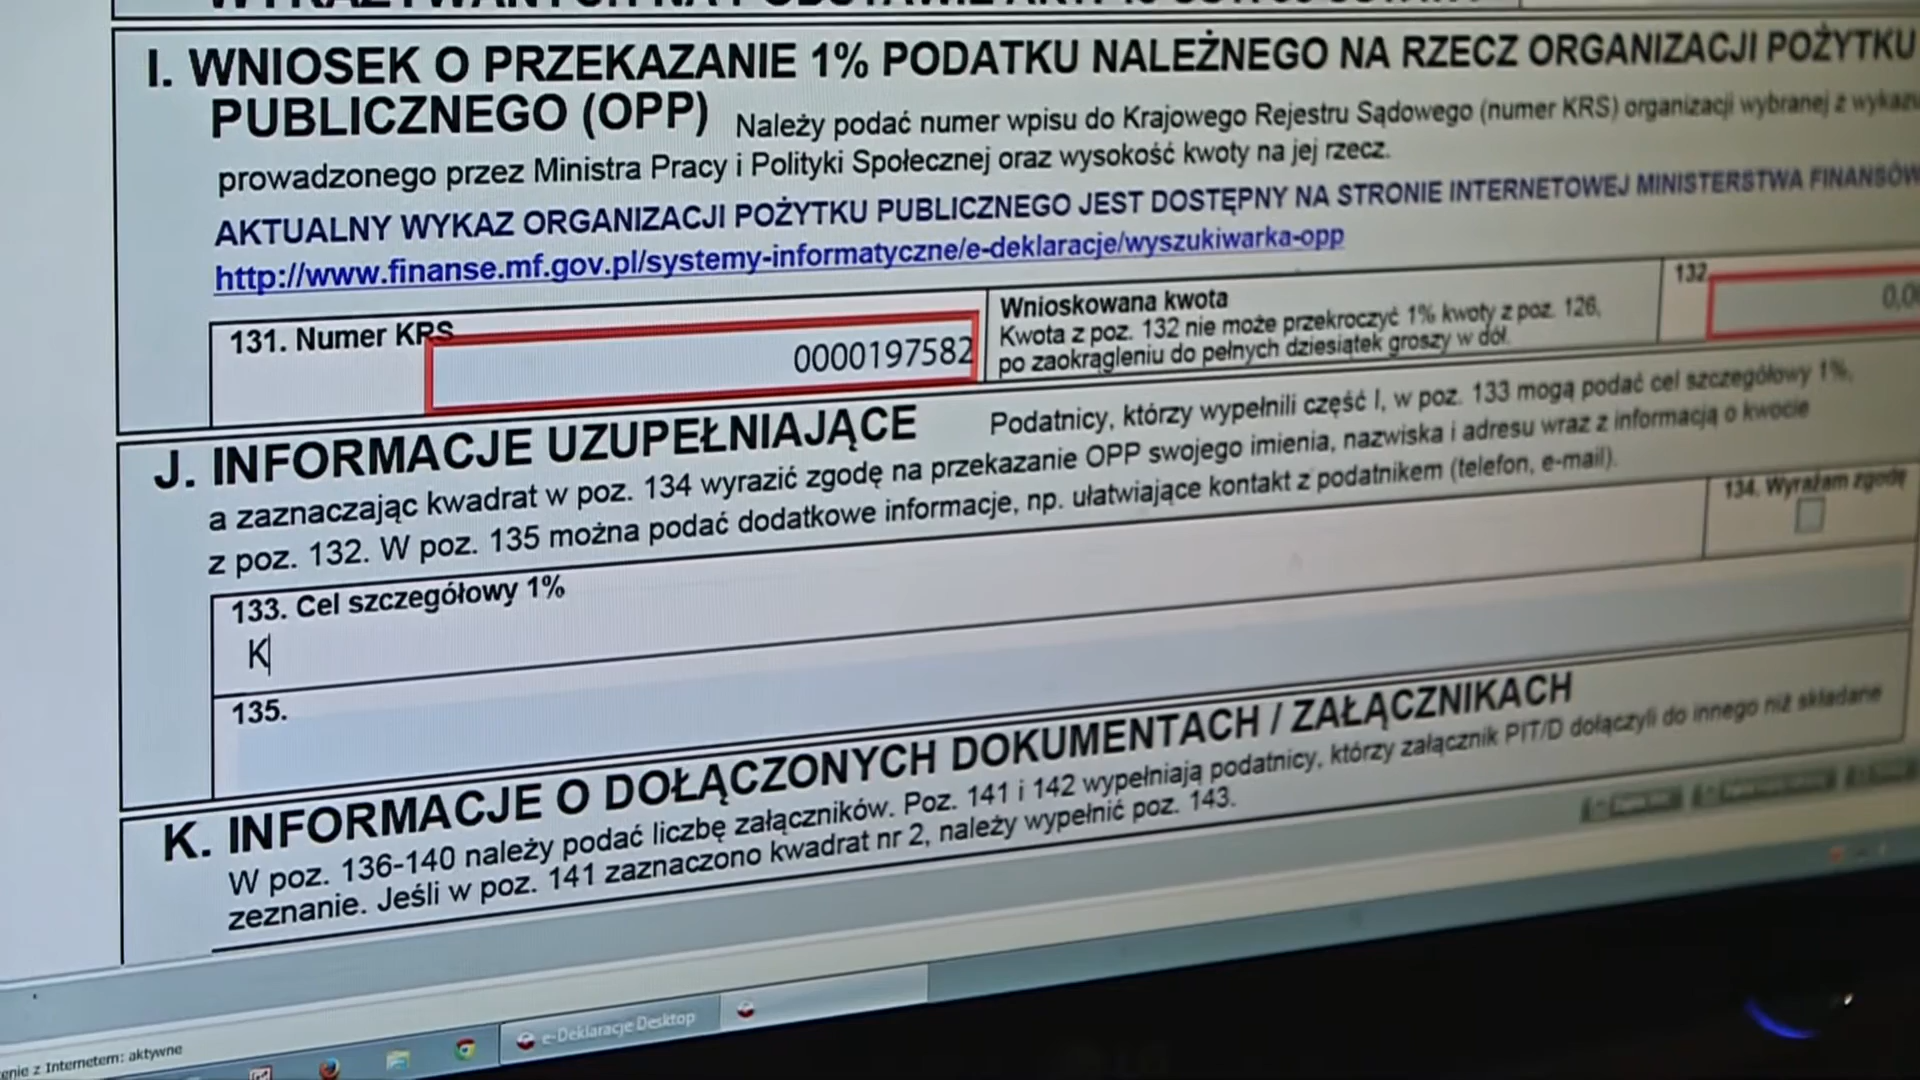 I. WNIOSEK O PRZEKAZANIE 1% PODATKU NALEŻNEGO NA RZECZ ORGANIZACJI POŻYTKU
PUBLICZNEGO (OPP) Należy podać numer wpisu do Krajowego Rejestru Sądowego (numer KRS) organizacji wybranej z
prowadzonego przez Ministra Pracy i Polityki Społecznej oraz wysokość kwoty na jej rzecz.
AKTUALNY WYKAZ ORGANIZACJI POŻYTKU PUBLICZNEGO JEST DOSTĘPNY NA STRONIE INTERNETOWEJ MINISTERSTWA FINANSÓW
http://www.finanse.mf.gov.pl/systemy-informatyczne/e-deklaracje/wyszukiwarka-opp
131. Numer KRS
0000197582
Wnioskowana kwota
Kwota z poz. 132 nie może przekroczyć 1% kwoty z poz. 126,
po zaokrągleniu do pełnych dziesiątek groszy w dół.
132
J. INFORMACJE UZUPEŁNIAJĄCE Podatnicy, którzy wypełnili część I, w poz. 133 mogą podać cel szczegółowy 1%,
a zaznaczając kwadrat w poz. 134 wyrazić zgodę na przekazanie OPP swojego imienia, nazwiska i adresu wraz z informacją o kwocie
z poz. 132. W poz. 135 można podać dodatkowe informacje, np. ułatwiające kontakt z podatnikiem (telefon, e-mail).
133. Cel szczegółowy 1%
K
134. Wyrażam zgodę
135.
K. INFORMACJE O DOŁĄCZONYCH DOKUMENTACH / ZAŁĄCZNIKACH
W poz. 136-140 należy podać liczbę załączników. Poz. 141 i 142 wypełniają podatnicy, którzy załącznik PIT/D dołączyli do innego niż składane
zeznanie. Jeśli w poz. 141 zaznaczono kwadrat nr 2, należy wypełnić poz. 143.
z Internetem: aktywne
e-Deklaracje Desktop